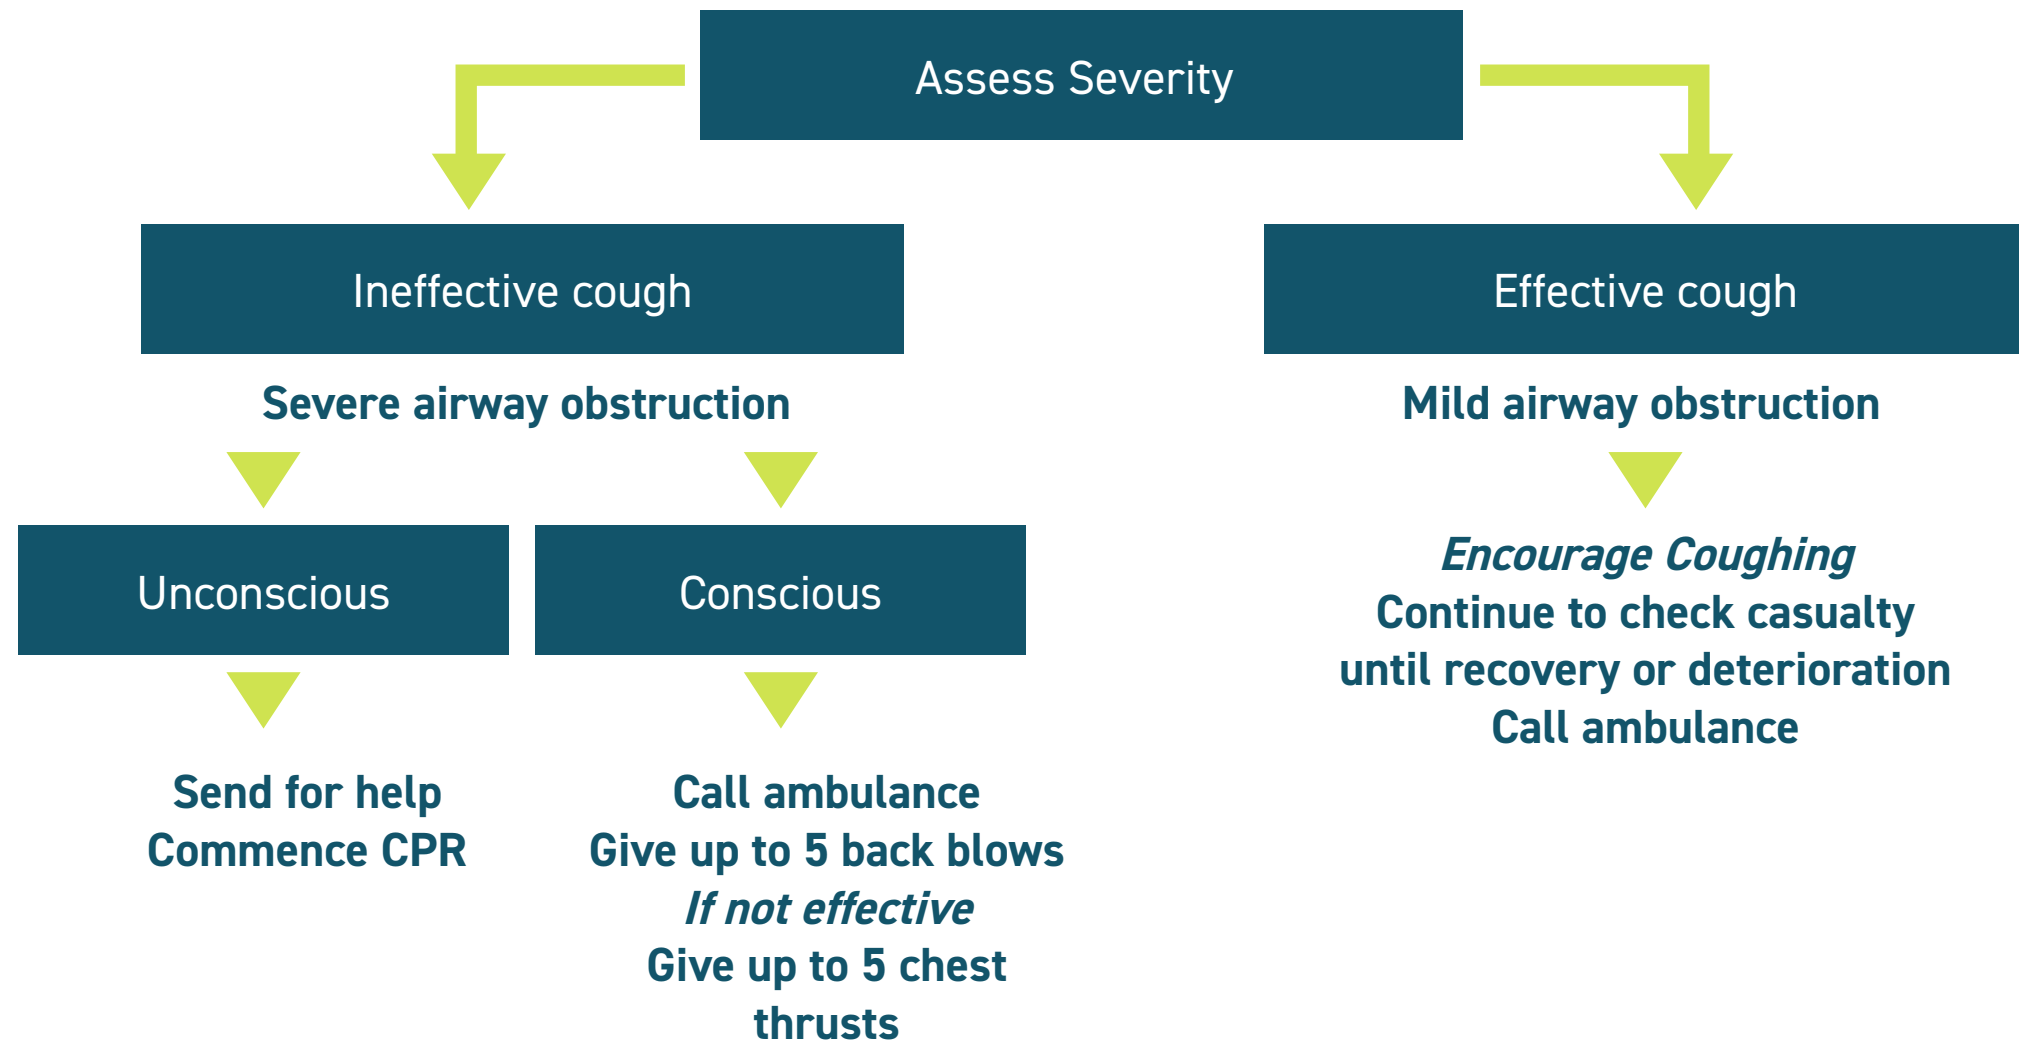 Assess Severity
Ineffective cough
Effective cough
Severe airway obstruction
Mild airway obstruction
Unconscious
Conscious
Encourage Coughing
Continue to check casualty
until recovery or deterioration
Call ambulance
Send for help
Commence CPR
Call ambulance
Give up to 5 back blows
If not effective
Give up to 5 chest
thrusts